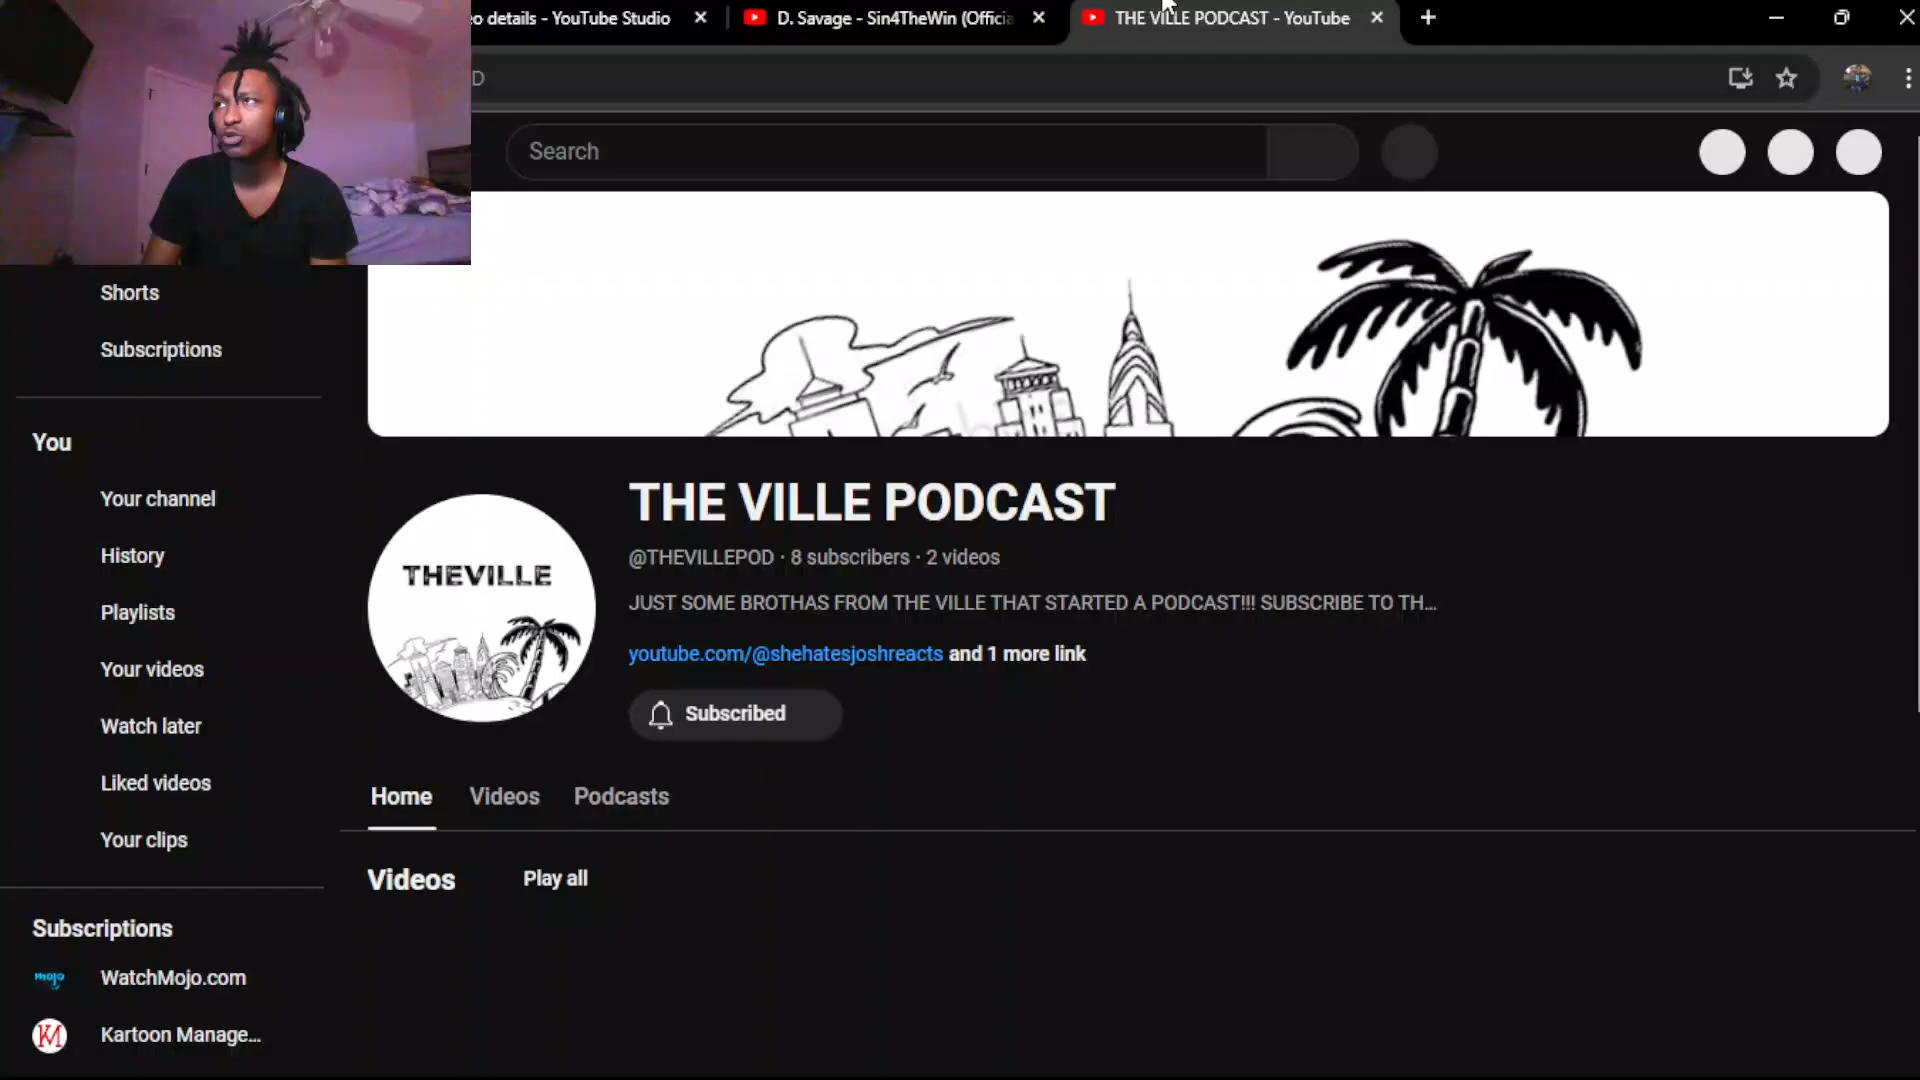 eo details - YouTube Studio
D. Savage - Sin4TheWin (Officia
THE VILLE PODCAST - YouTube
D
Search
Shorts
Subscriptions
You
Your channel
History
Playlists
Your videos
Watch later
Liked videos
Your clips
Subscriptions
mojo WatchMojo.com
KM Kartoon Manage...
THEVILLE
THE VILLE PODCAST
@THEVILLEPOD · 8 subscribers · 2 videos
JUST SOME BROTHAS FROM THE VILLE THAT STARTED A PODCAST!!! SUBSCRIBE TO TH...
youtube.com/@shehatesjoshreacts and 1 more link
Subscribed
Home Videos Podcasts
Videos Play all